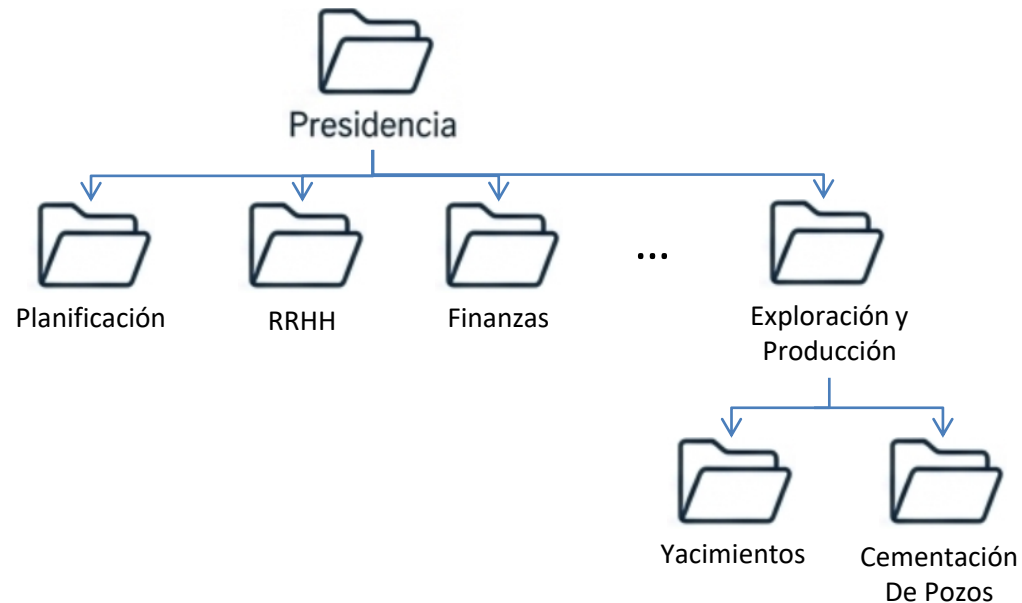 Presidencia
Planificación
RRHH
Finanzas
...
Exploración y
Producción
Yacimientos
Cementación
De Pozos